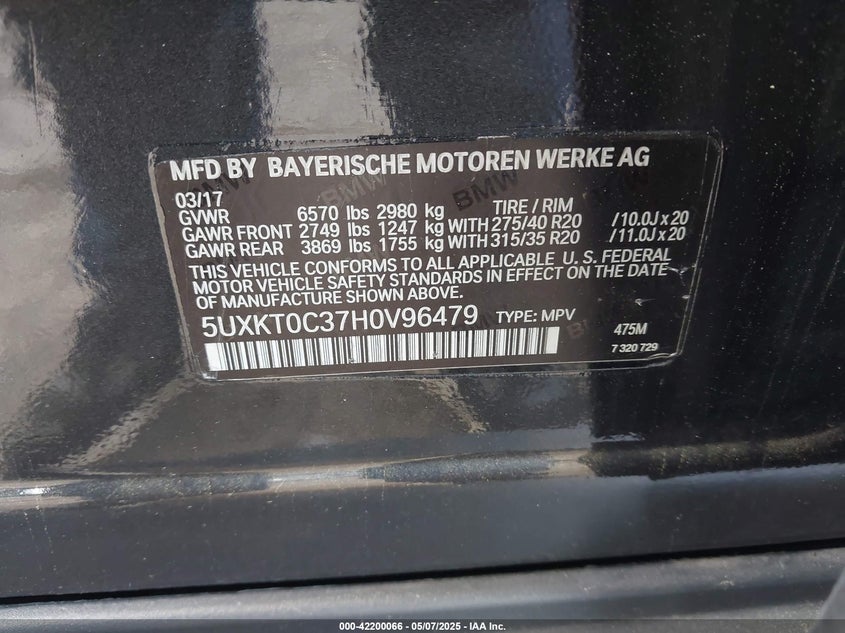 MFD BY BAYERISCHE MOTOREN WERKE AG
03/17 TIRE / RIM
GVWR 6570 lbs 2980 kg
GAWR FRONT 2749 lbs 1247 kg WITH 275/40 R20 /10.0J x 20
GAWR REAR 3869 lbs 1755 kg WITH 315/35 R20 /11.0J x 20
THIS VEHICLE CONFORMS TO ALL APPLICABLE U.S. FEDERAL
MOTOR VEHICLE SAFETY STANDARDS IN EFFECT ON THE DATE
OF MANUFACTURE SHOWN ABOVE.
5UXKT0C37H0V96479 TYPE: MPV 475M
7 320 729
000-42200066 - 05/07/2025 - IAA Inc.